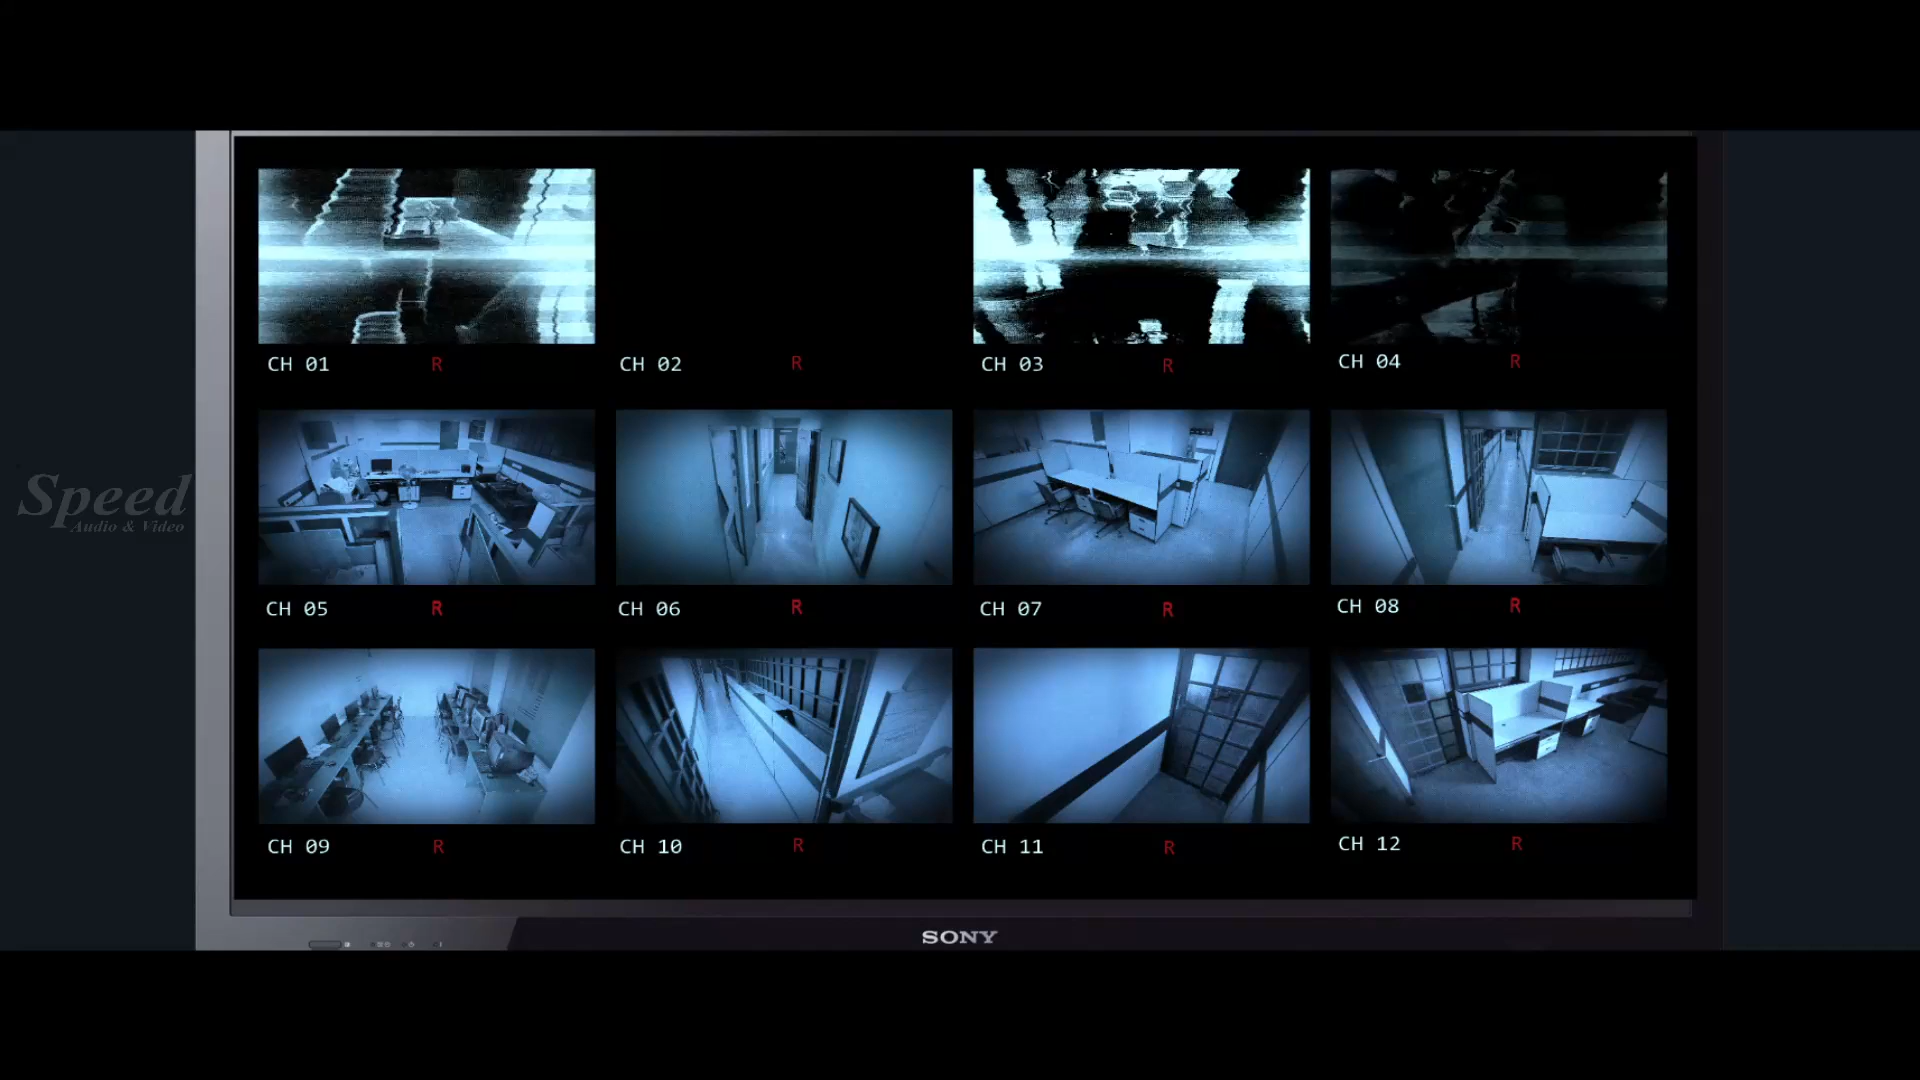 CH 01 R CH 02 R CH 03 R CH 04 R
Speed
Audio & Video
CH 05 R CH 06 R CH 07 R CH 08 R
CH 09 R CH 10 R CH 11 R CH 12 R
SONY